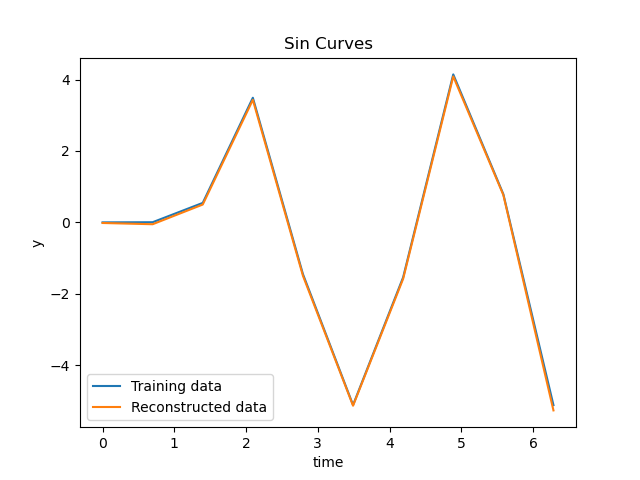 Sin Curves
y
4
2
0
−2
−4
Training data
Reconstructed data
0 1 2 3 4 5 6
time